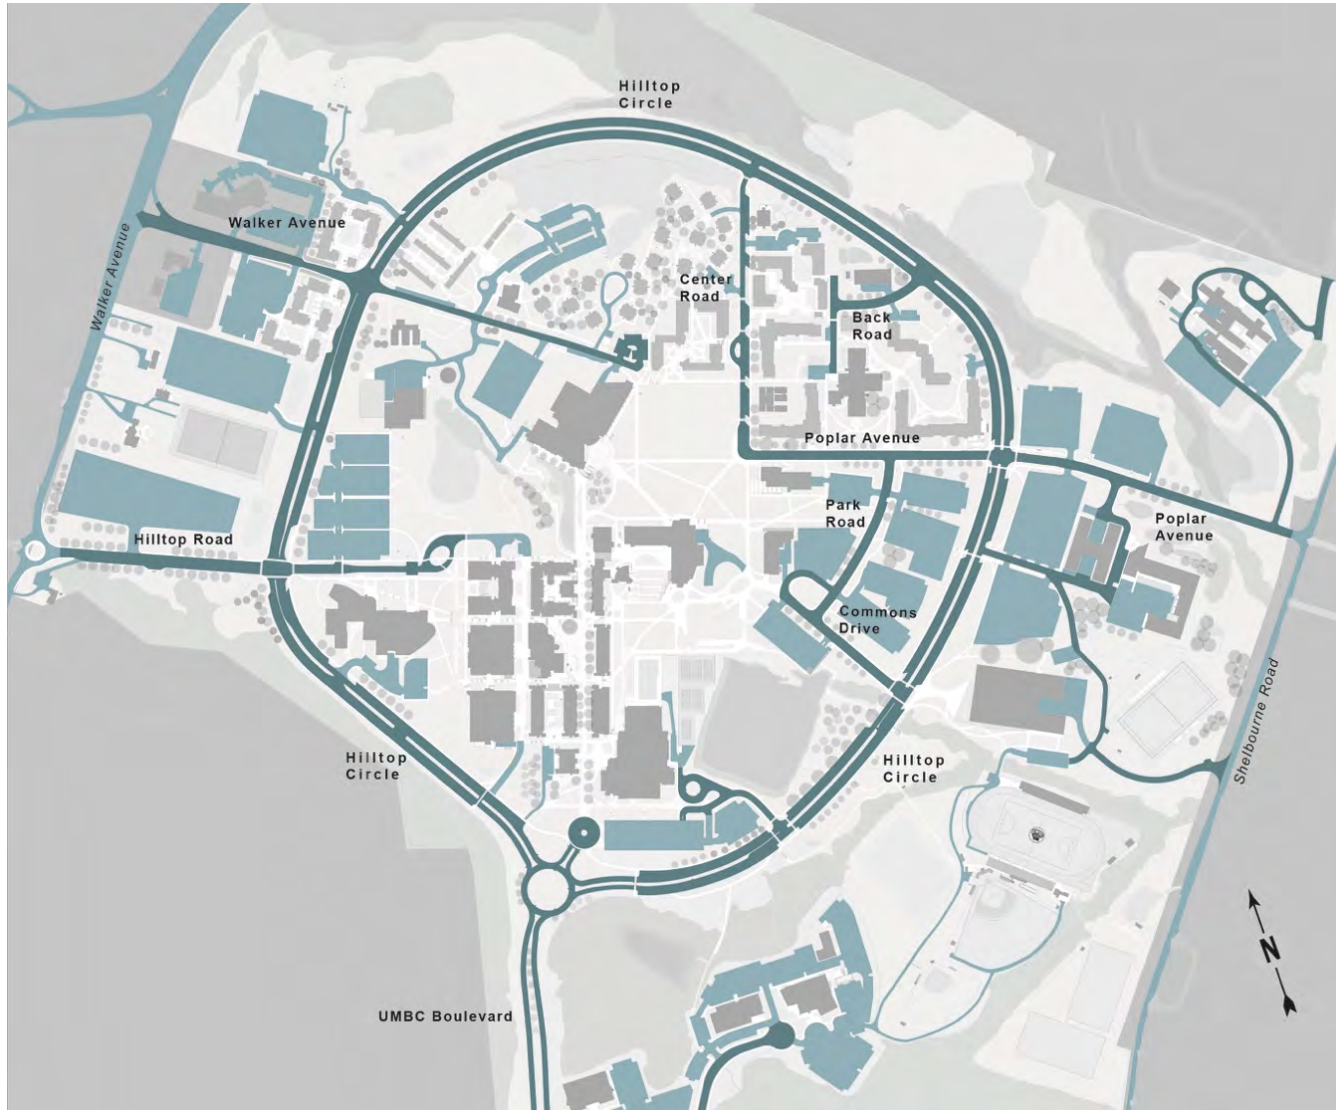 Hilltop
Circle
Walker Avenue
Walker Avenue
Center
Road
Back
Road
Poplar Avenue
Park
Road
Poplar
Avenue
Hilltop Road
Commons
Drive
Hilltop
Circle
Hilltop
Circle
Shelbourne Road
N
UMBC Boulevard